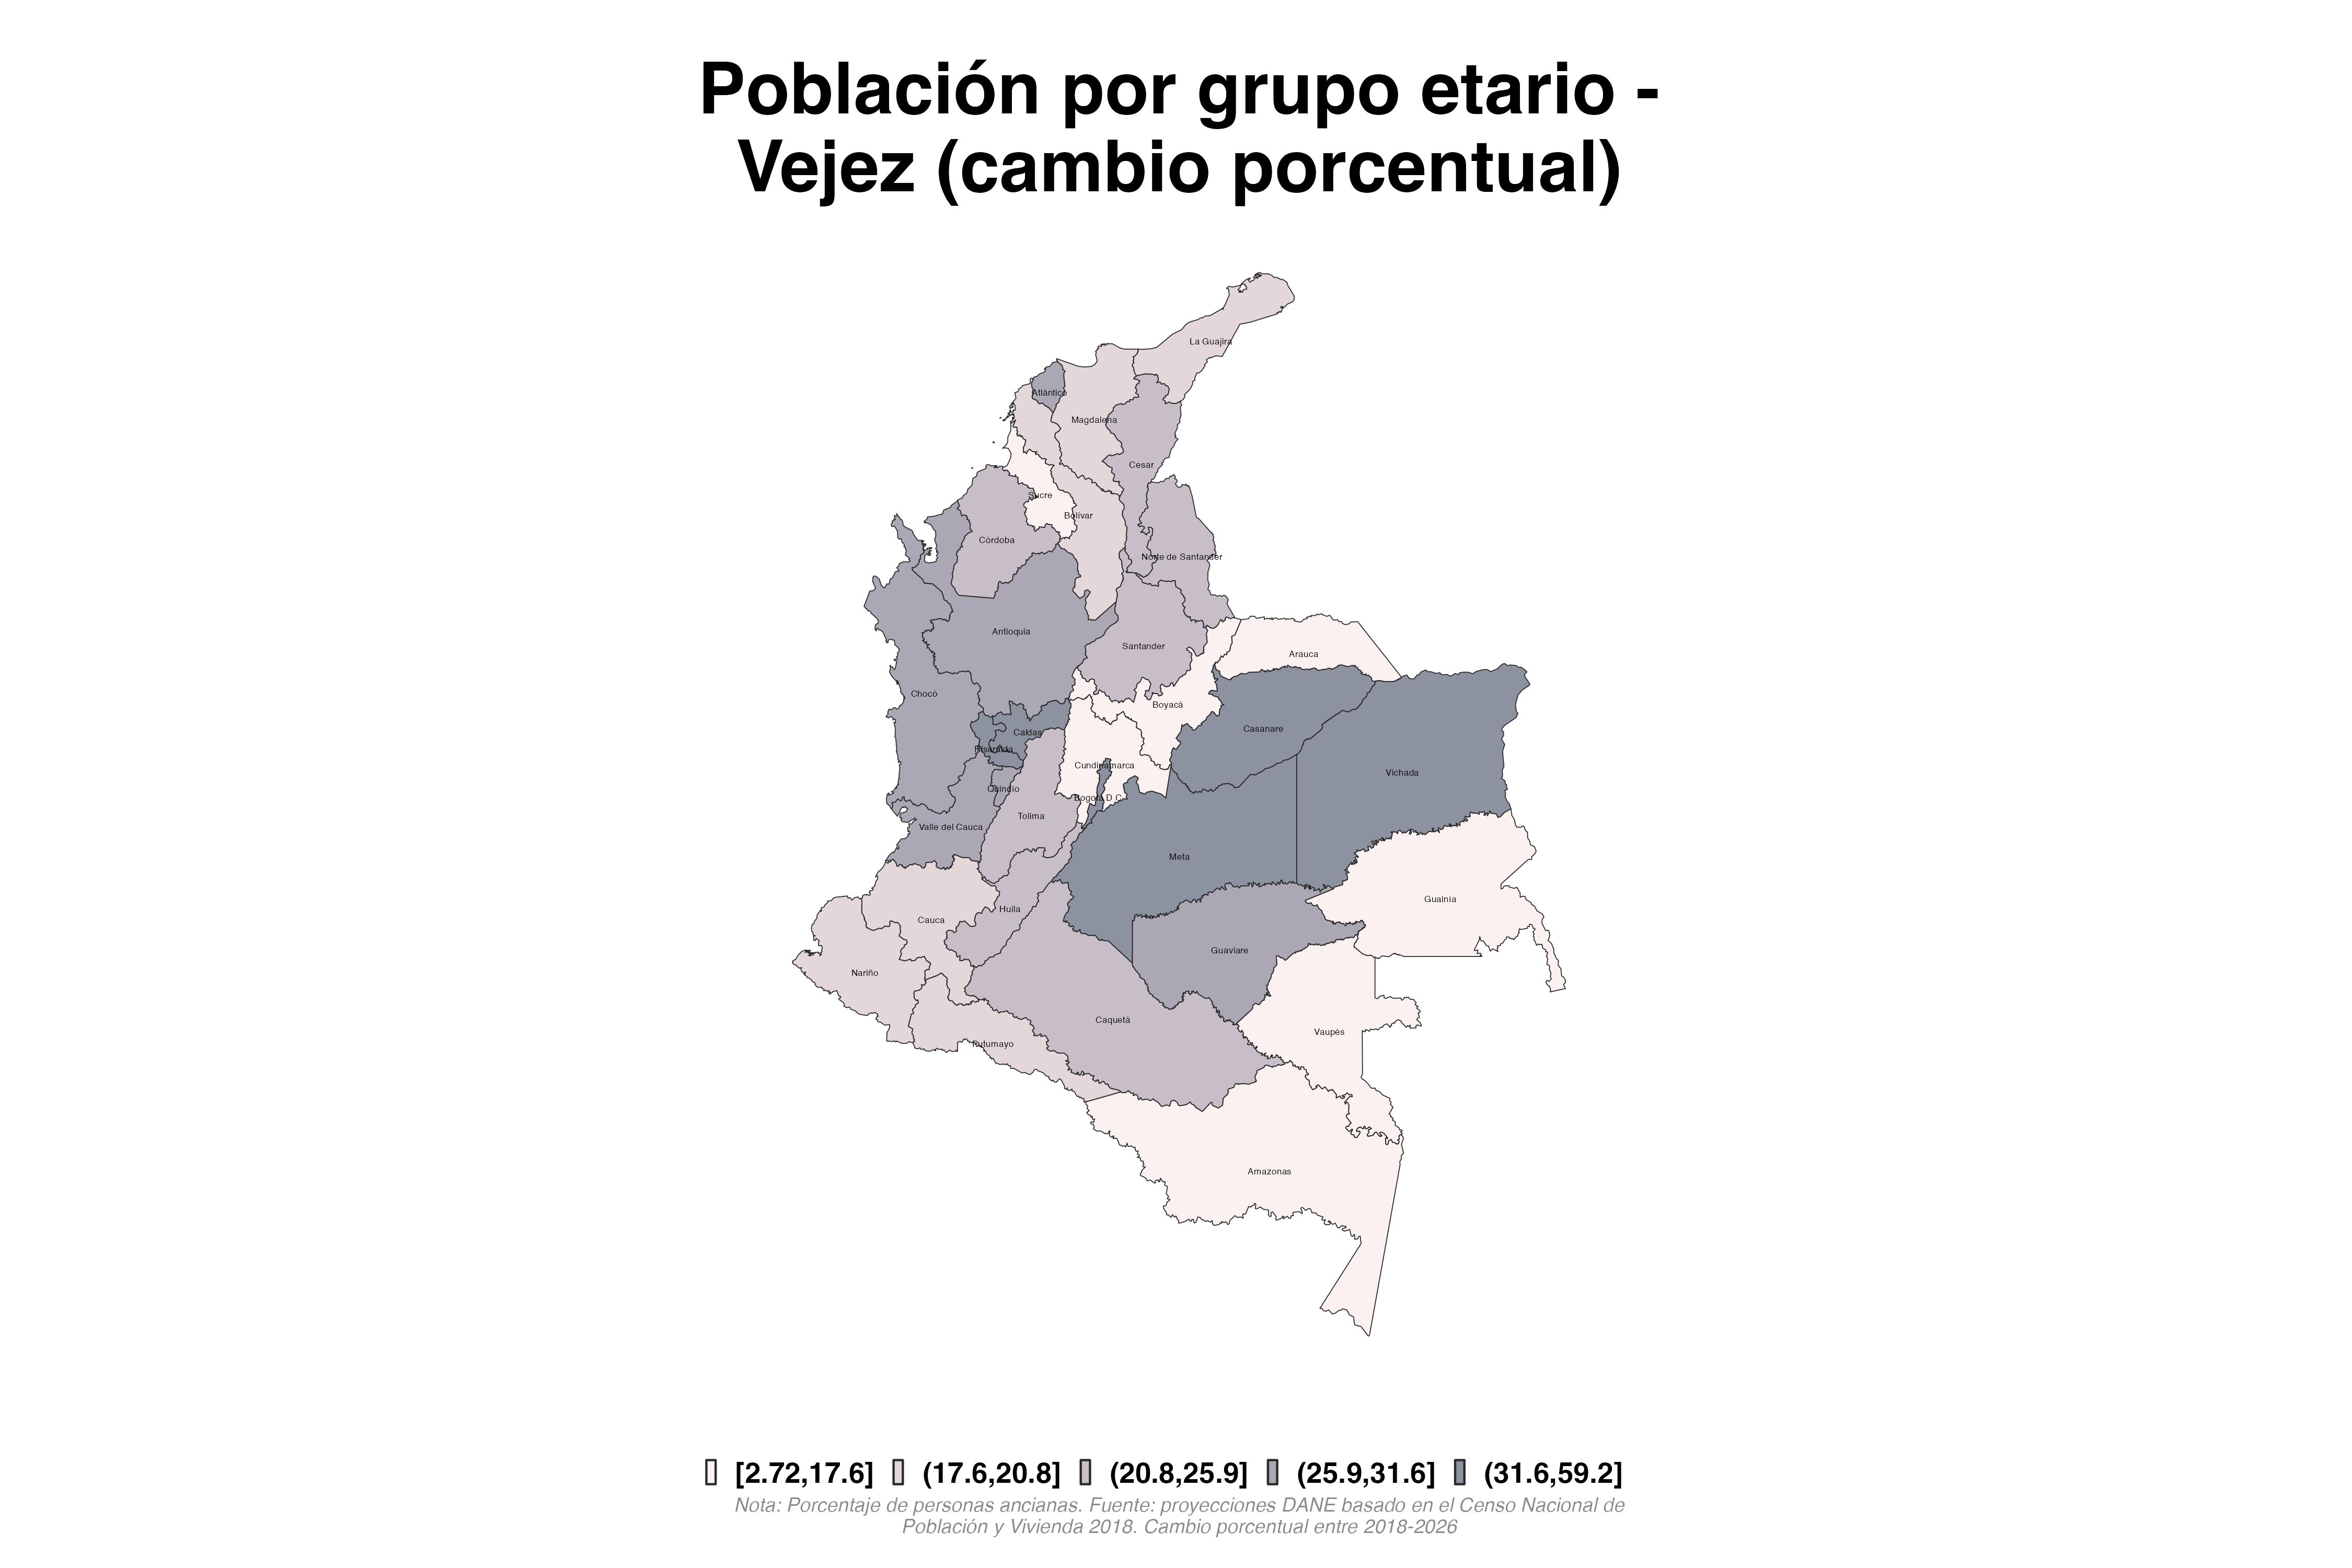 Población por grupo etario -
Vejez (cambio porcentual)
La Guajira
Atlántico
Magdalena
Cesar
Sucre
Bolívar
Córdoba
Norte de Santander
Antioquia
Santander
Arauca
Chocó
Boyacá
Casanare
Caldas
Risaralda
Cundinamarca
Vichada
Quindío
Bogotá D.C.
Tolima
Valle del Cauca
Meta
Guainía
Huila
Cauca
Guaviare
Nariño
Caquetá
Vaupés
Putumayo
Amazonas
[2.72,17.6] (17.6,20.8] (20.8,25.9] (25.9,31.6] (31.6,59.2]
Nota: Porcentaje de personas ancianas. Fuente: proyecciones DANE basado en el Censo Nacional de
Población y Vivienda 2018. Cambio porcentual entre 2018-2026